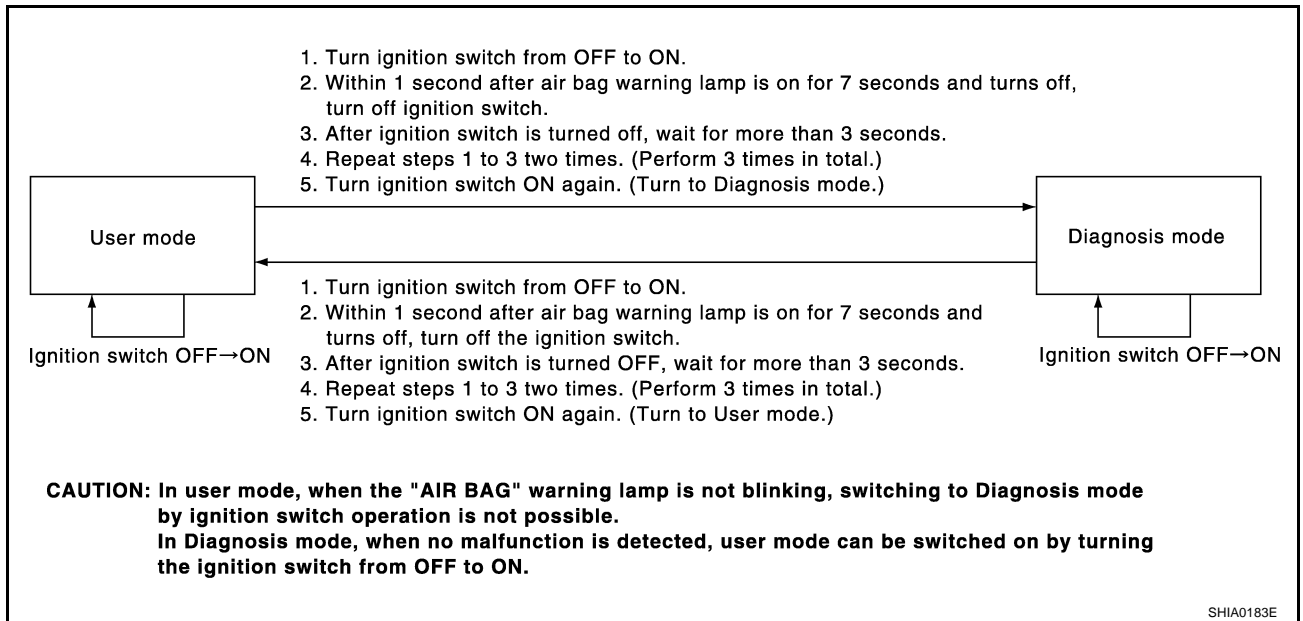 1. Turn ignition switch from OFF to ON.
2. Within 1 second after air bag warning lamp is on for 7 seconds and turns off,
turn off ignition switch.
3. After ignition switch is turned off, wait for more than 3 seconds.
4. Repeat steps 1 to 3 two times. (Perform 3 times in total.)
5. Turn ignition switch ON again. (Turn to Diagnosis mode.)
User mode
Diagnosis mode
1. Turn ignition switch from OFF to ON.
2. Within 1 second after air bag warning lamp is on for 7 seconds and
turns off, turn off the ignition switch.
Ignition switch OFF→ON
3. After ignition switch is turned OFF, wait for more than 3 seconds.
Ignition switch OFF→ON
4. Repeat steps 1 to 3 two times. (Perform 3 times in total.)
5. Turn ignition switch ON again. (Turn to User mode.)
CAUTION: In user mode, when the "AIR BAG" warning lamp is not blinking, switching to Diagnosis mode
by ignition switch operation is not possible.
In Diagnosis mode, when no malfunction is detected, user mode can be switched on by turning
the ignition switch from OFF to ON.
SHIA0183E